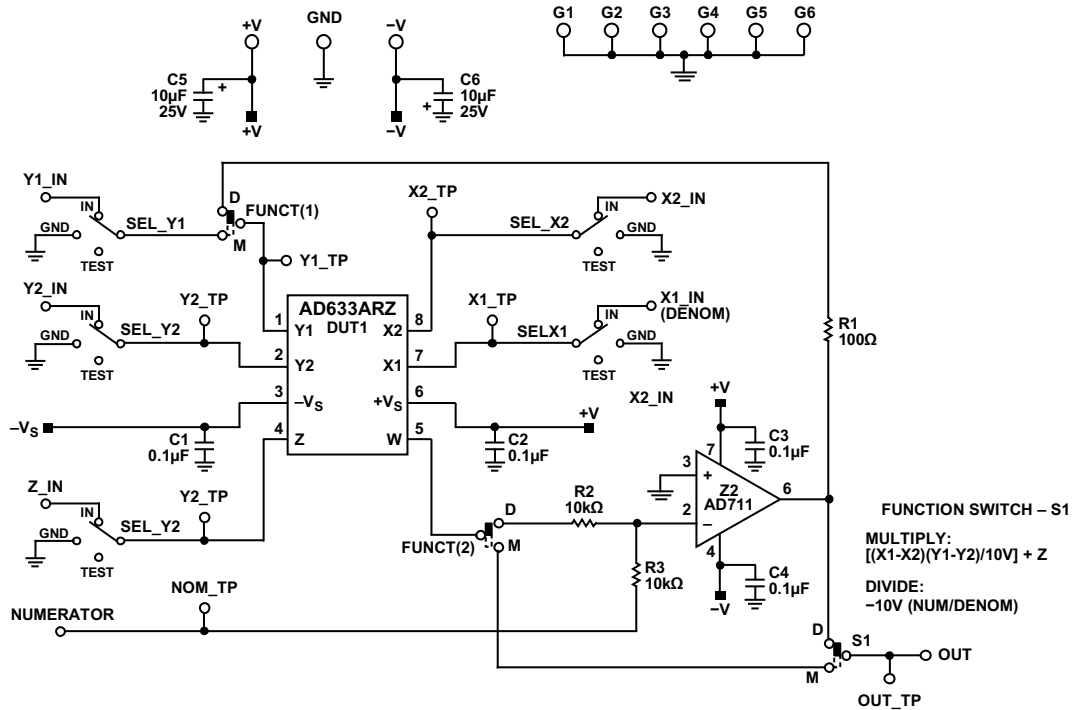 +V
GND
−V
G1 G2 G3 G4 G5 G6
C5
10µF
25V
+
+V
C6
10µF
25V
+
−V
Y1_IN
IN
GND
TEST
SEL_Y1
D
FUNCT(1)
M
Y1_TP
X2_TP
SEL_X2
IN
X2_IN
GND
TEST
Y2_IN
IN
GND
TEST
SEL_Y2
Y2_TP
AD633ARZ
DUT1
1
Y1
2
Y2
3
−VS
4
Z
8
X2
7
X1
6
+VS
5
W
X1_TP
SELX1
IN
X1_IN
(DENOM)
GND
TEST
R1
100Ω
−VS
C1
0.1µF
C2
0.1µF
+V
X2_IN
+V
C3
0.1µF
7
3
+
Z2
AD711
6
2
−
4
C4
0.1µF
−V
Z_IN
IN
GND
TEST
SEL_Y2
Y2_TP
D
FUNCT(2)
M
R2
10kΩ
R3
10kΩ
NOM_TP
NUMERATOR
FUNCTION SWITCH – S1
MULTIPLY:
[(X1-X2)(Y1-Y2)/10V] + Z
DIVIDE:
−10V (NUM/DENOM)
D
S1
M
OUT
OUT_TP